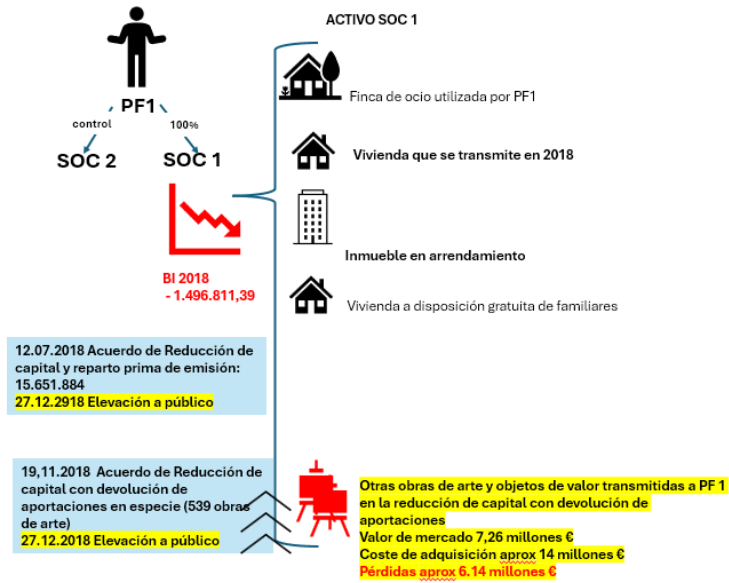 ACTIVO SOC 1
PF1
control
100%
SOC 2
SOC 1
BI 2018
- 1.496.811,39
Finca de ocio utilizada por PF1
Vivienda que se transmite en 2018
Inmueble en arrendamiento
Vivienda a disposición gratuita de familiares
12.07.2018 Acuerdo de Reducción de
capital y reparto prima de emisión:
15.651.884
27.12.2918 Elevación a público
19,11.2018 Acuerdo de Reducción de
capital con devolución de
aportaciones en especie (539 obras
de arte)
27.12.2018 Elevación a público
Otras obras de arte y objetos de valor transmitidas a PF 1
en la reducción de capital con devolución de
aportaciones
Valor de mercado 7,26 millones €
Coste de adquisición aprox 14 millones €
Pérdidas aprox 6.14 millones €